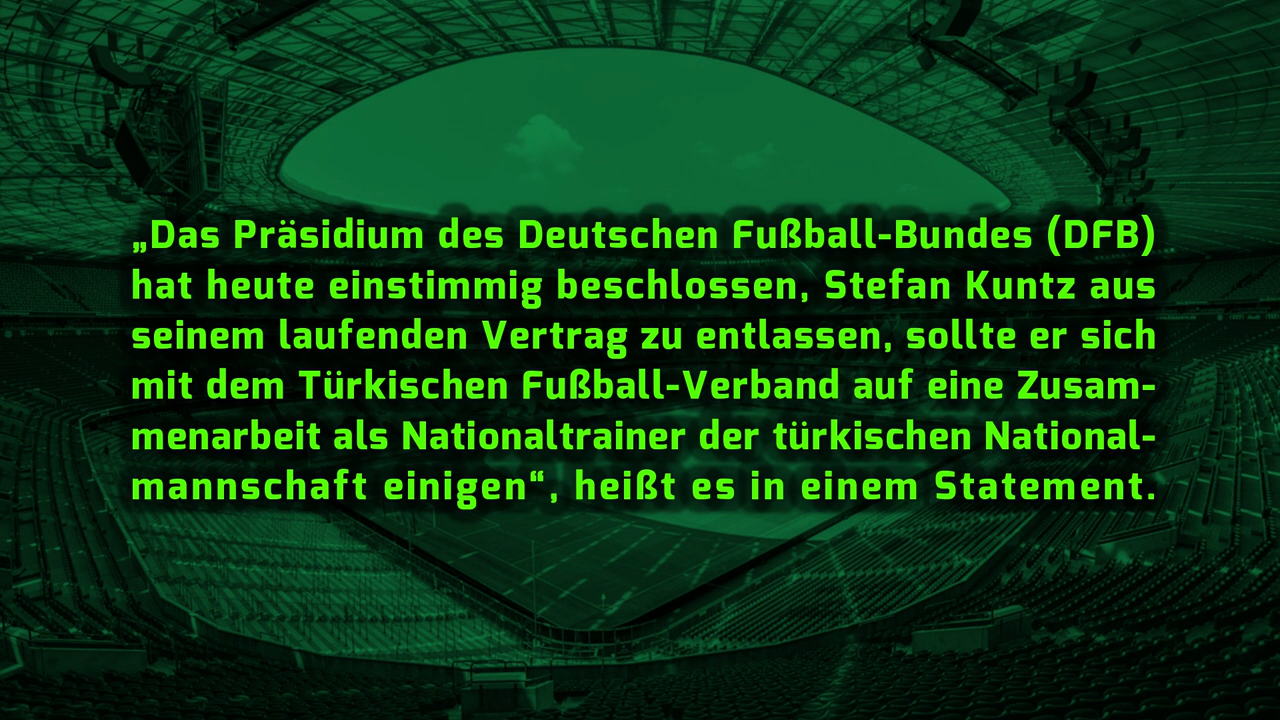 „Das Präsidium des Deutschen Fußball-Bundes (DFB)
hat heute einstimmig beschlossen, Stefan Kuntz aus
seinem laufenden Vertrag zu entlassen, sollte er sich
mit dem Türkischen Fußball-Verband auf eine Zusam-
menarbeit als Nationaltrainer der türkischen National-
mannschaft einigen“, heißt es in einem Statement.